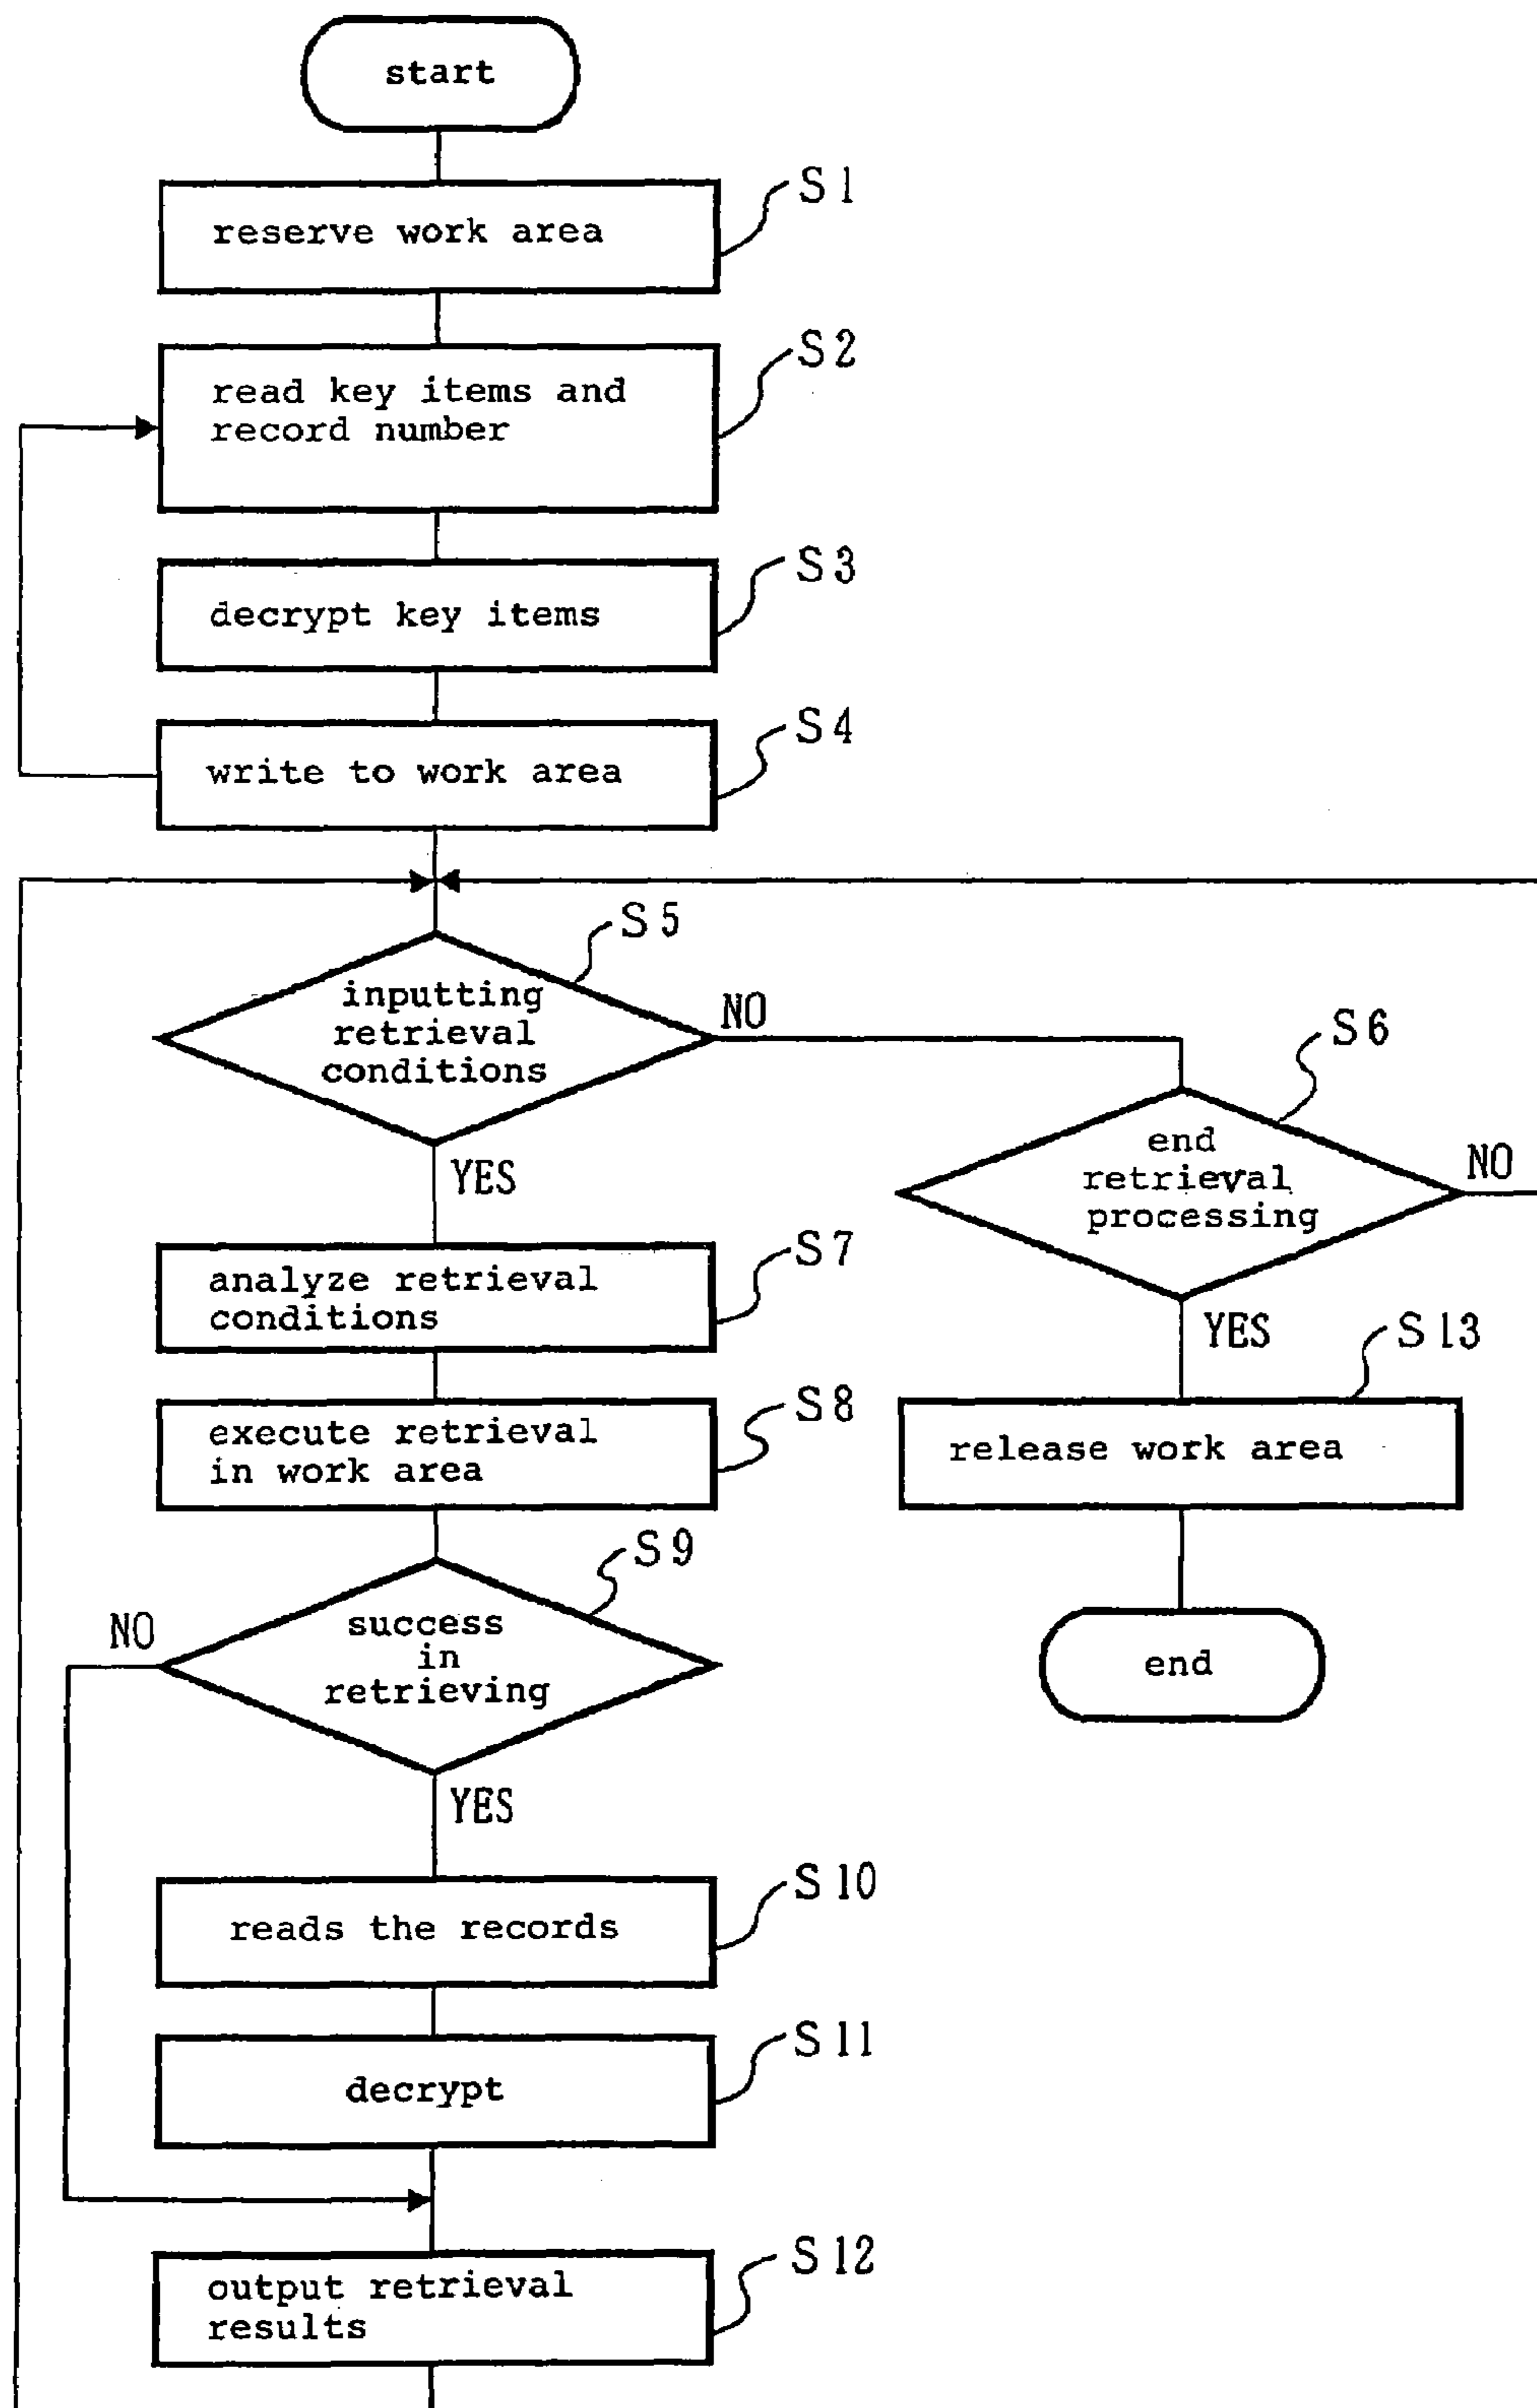 start
S1
reserve work area
S2
read key items and
record number
S3
decrypt key items
S4
write to work area
S5
inputting
retrieval
conditions
NO
YES
S6
end
retrieval
processing
NO
YES
S7
analyze retrieval
conditions
S13
release work area
S8
execute retrieval
in work area
S9
success
in
retrieving
NO
YES
end
S10
reads the records
S11
decrypt
S12
output retrieval
results